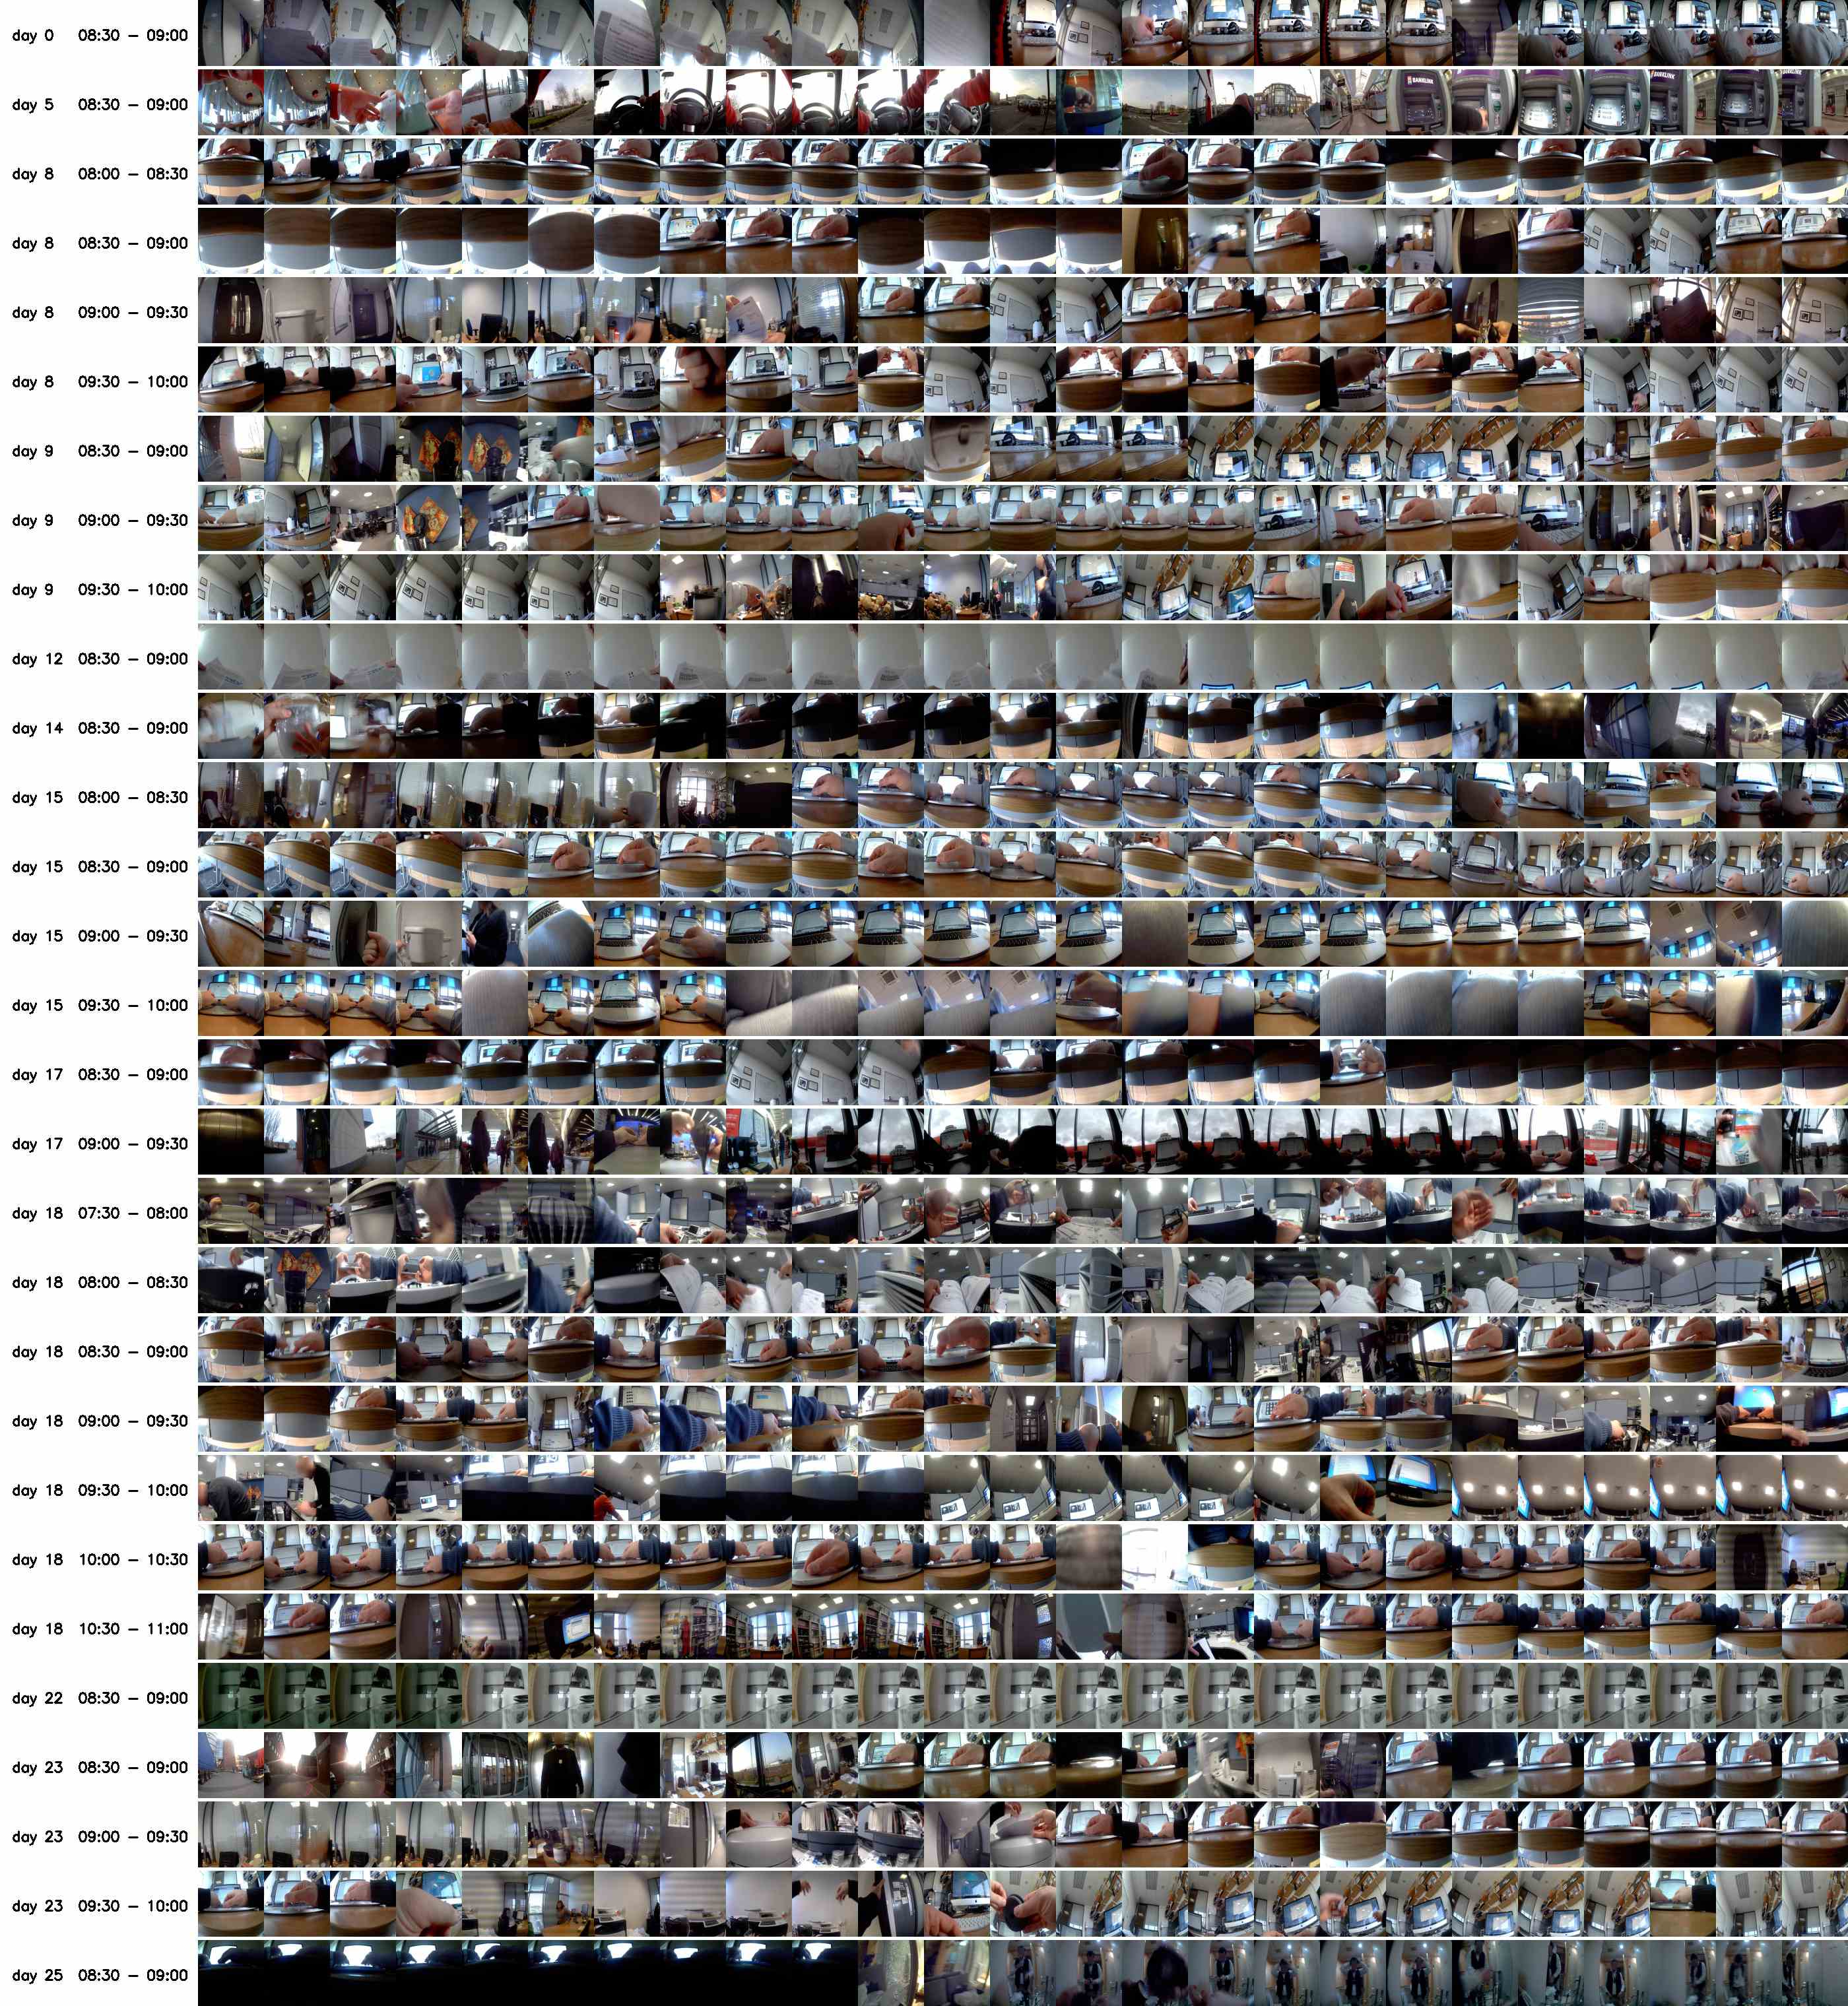 day 0 08:30 – 09:00
day 5 08:30 – 09:00
BANKLINK
BANKLINK
day 8 08:00 – 08:30
day 8 08:30 – 09:00
day 8 09:00 – 09:30
day 8 09:30 – 10:00
day 9 08:30 – 09:00
day 9 09:00 – 09:30
day 9 09:30 – 10:00
day 12 08:30 – 09:00
day 14 08:30 – 09:00
day 15 08:00 – 08:30
day 15 08:30 – 09:00
day 15 09:00 – 09:30
day 15 09:30 – 10:00
day 17 08:30 – 09:00
day 17 09:00 – 09:30
day 18 07:30 – 08:00
day 18 08:00 – 08:30
day 18 08:30 – 09:00
day 18 09:00 – 09:30
day 18 09:30 – 10:00
day 18 10:00 – 10:30
day 18 10:30 – 11:00
day 22 08:30 – 09:00
day 23 08:30 – 09:00
day 23 09:00 – 09:30
day 23 09:30 – 10:00
day 25 08:30 – 09:00